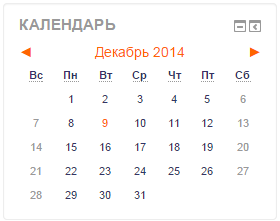 КАЛЕНДАРЬ
◄ Декабрь 2014 ►
Вс Пн Вт Ср Чт Пт Сб
1 2 3 4 5 6
7 8 9 10 11 12 13
14 15 16 17 18 19 20
21 22 23 24 25 26 27
28 29 30 31